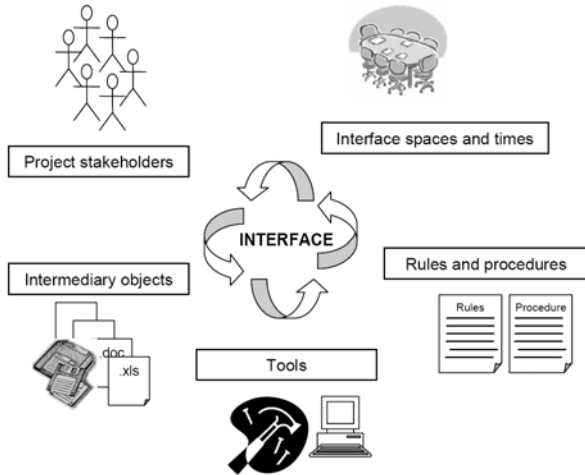 Project stakeholders
Interface spaces and times
INTERFACE
Intermediary objects
Rules and procedures
.doc
.xls
Rules
Procedure
Tools